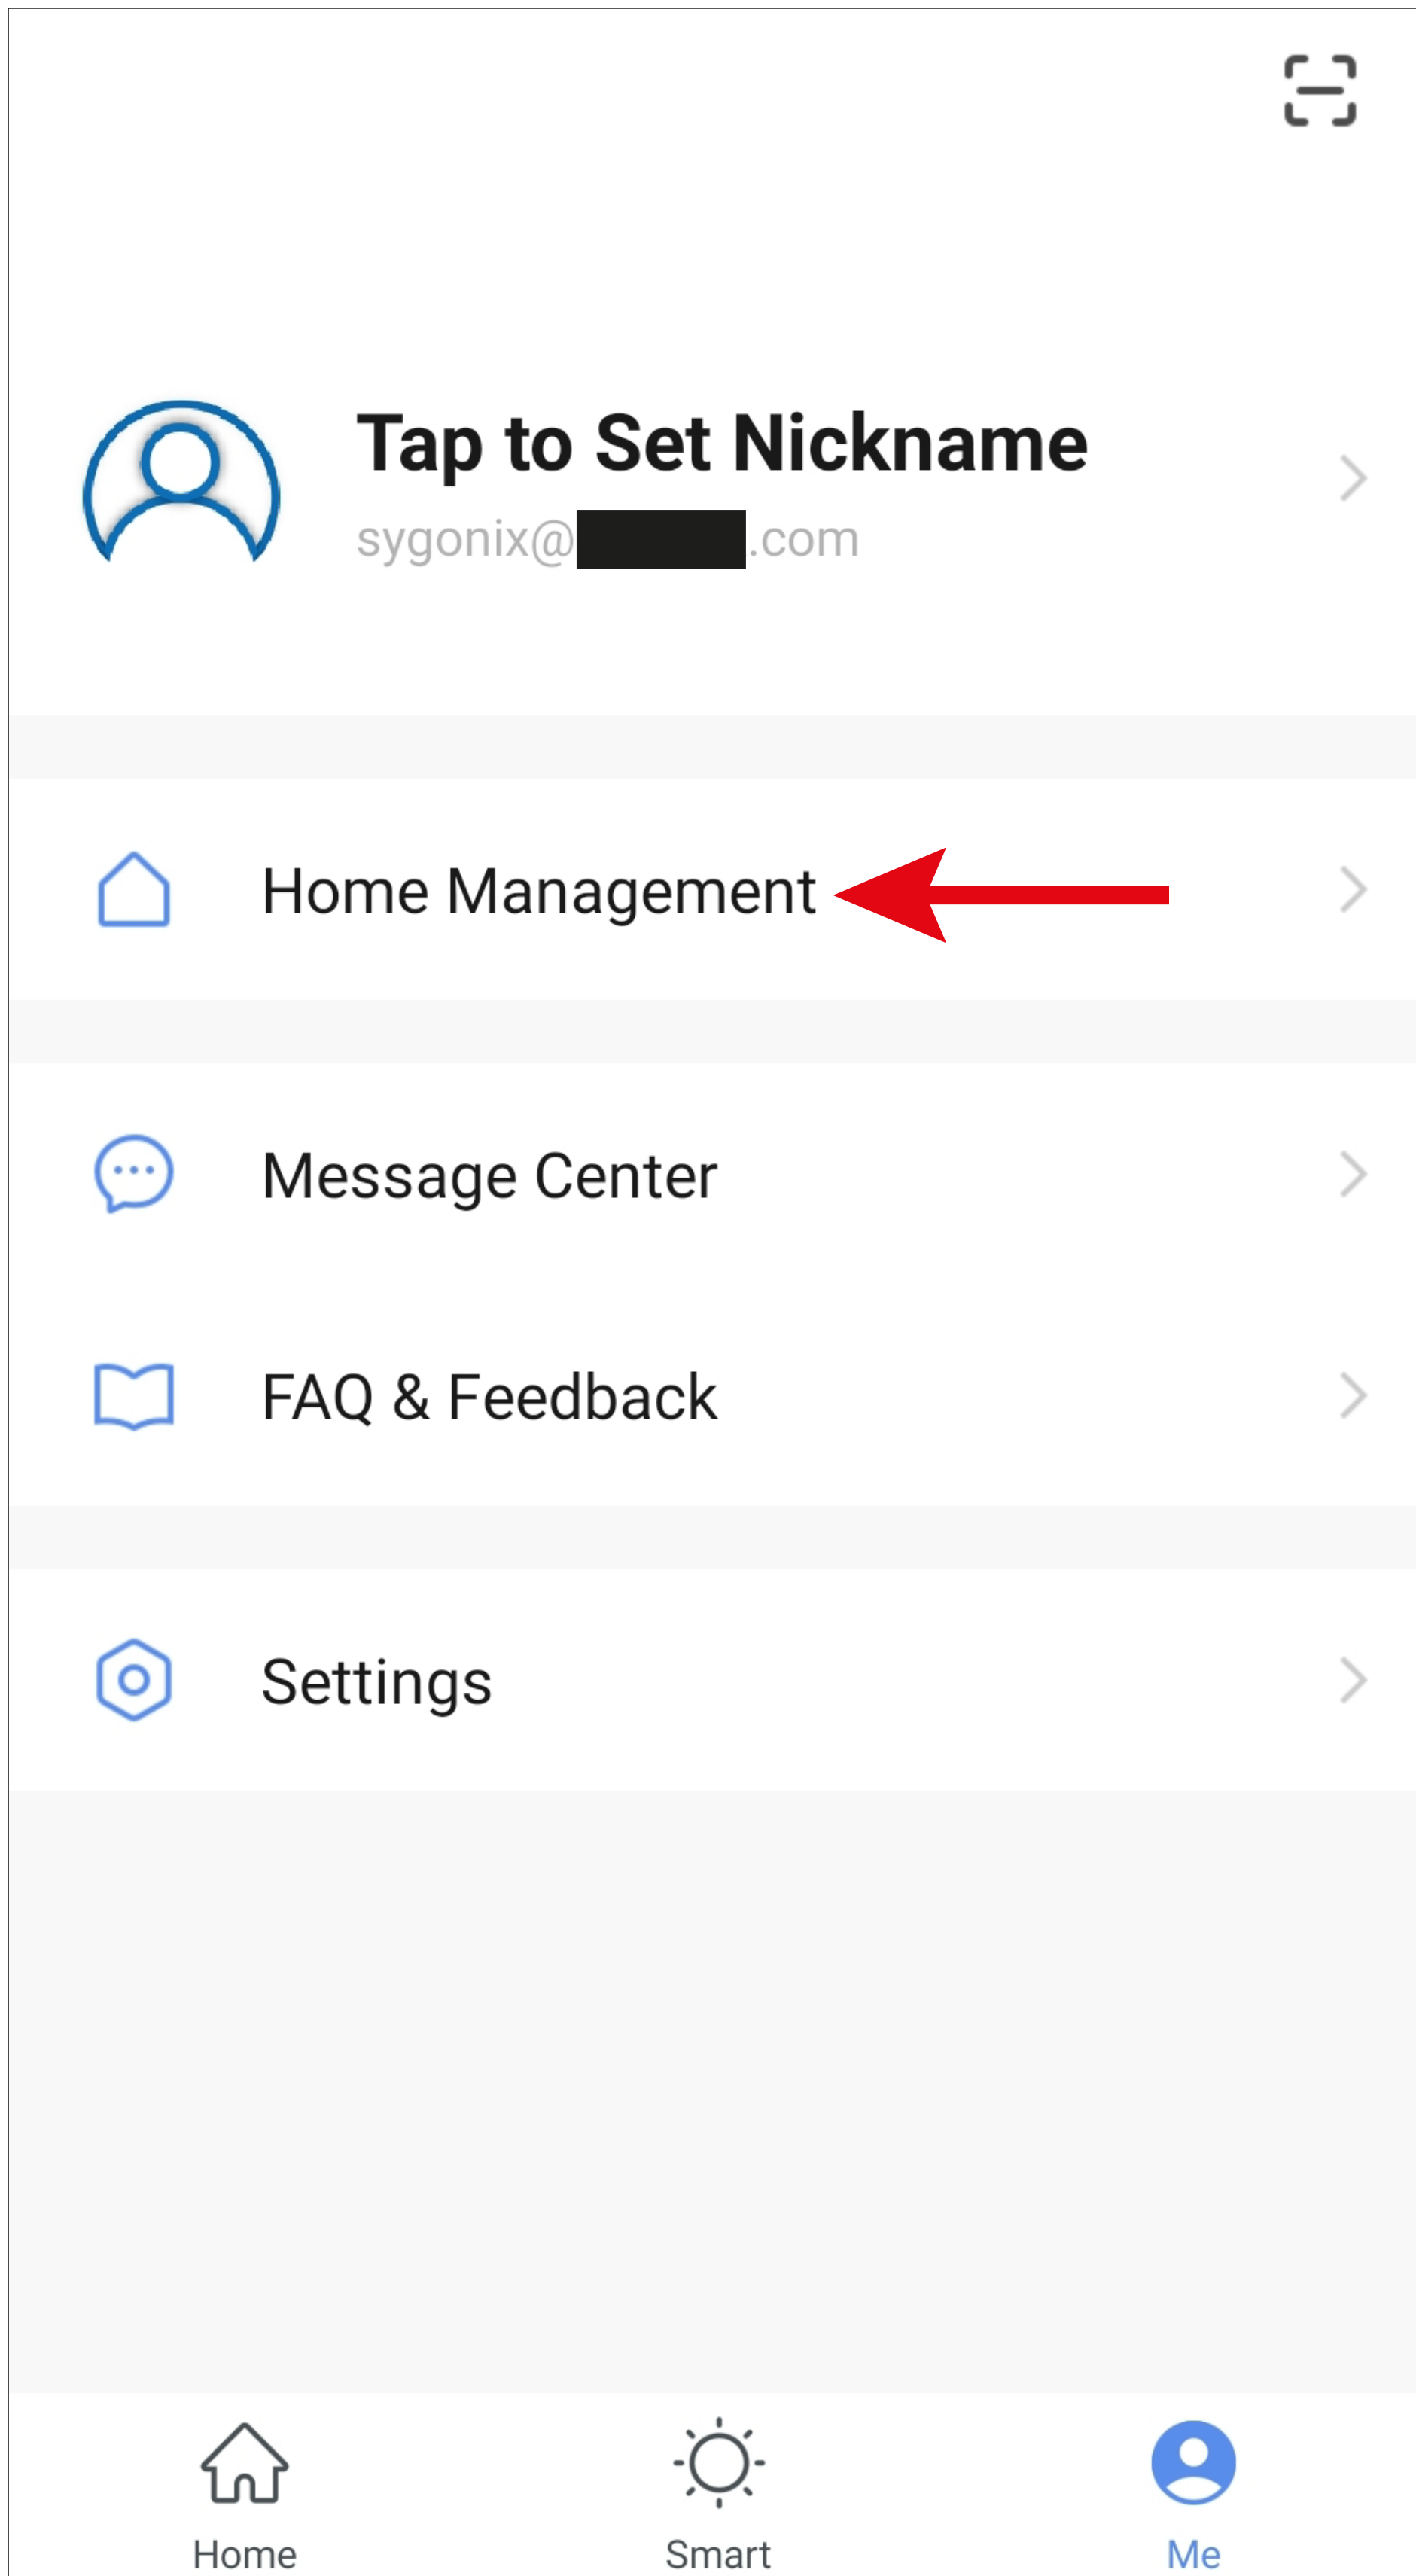 Tap to Set Nickname
sygonix@ .com
Home Management
Message Center
FAQ & Feedback
Settings
Home Smart Me